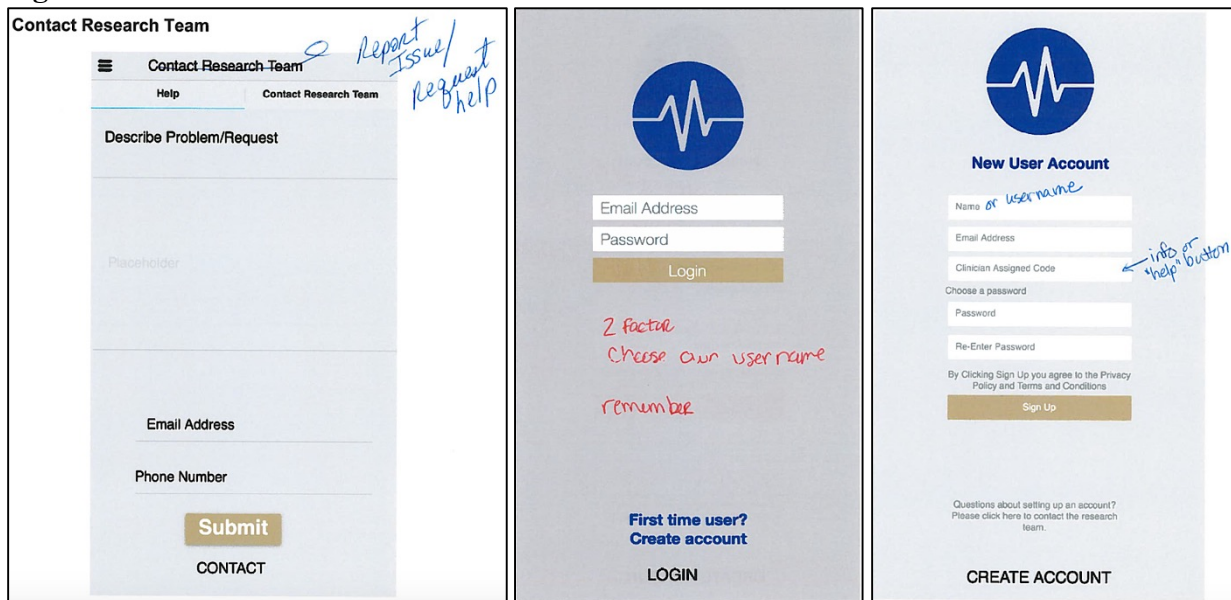 Contact Research Team
Contact Research Team
Report
Issue/
Request
help
Help
Contact Research Team
Describe Problem/Request
Placeholder
Email Address
Phone Number
Submit
CONTACT
Email Address
Password
Login
2 factor
Choose own username
remember
First time user?
Create account
LOGIN
New User Account
Name or username
Email Address
Clinician Assigned Code
info or
"help" button
Choose a password
Password
Re-Enter Password
By Clicking Sign Up you agree to the Privacy
Policy and Terms and Conditions
Sign Up
Questions about setting up an account?
Please click here to contact the research
team.
CREATE ACCOUNT